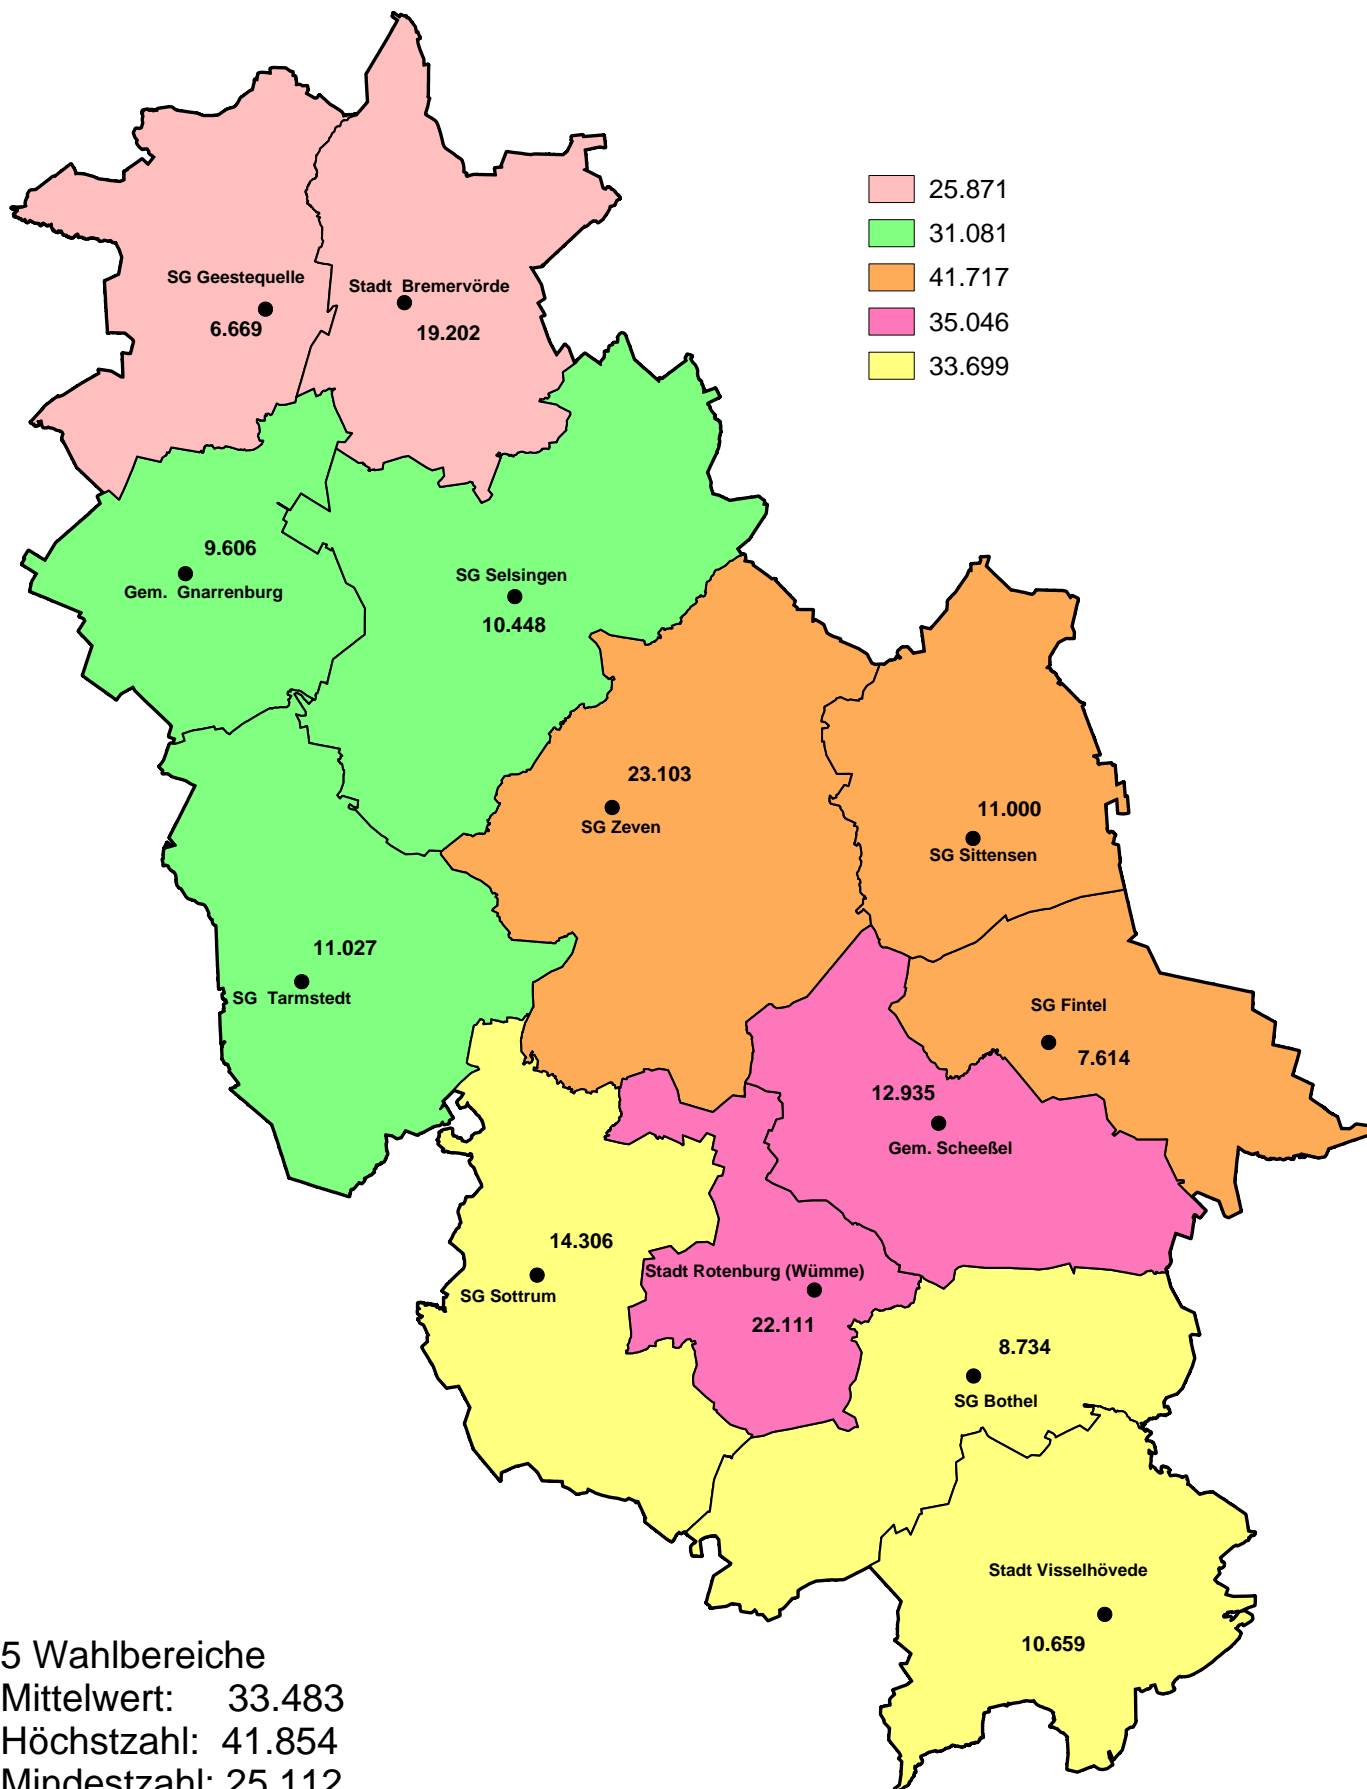 25.871
31.081
41.717
35.046
33.699
SG Geestequelle
6.669
Stadt Bremervörde
19.202
9.606
Gem. Gnarrenburg
SG Selsingen
10.448
23.103
SG Zeven
11.000
SG Sittensen
11.027
SG Tarmstedt
SG Fintel
7.614
12.935
Gem. Scheeßel
14.306
SG Sottrum
Stadt Rotenburg (Wümme)
22.111
8.734
SG Bothel
Stadt Visselhövede
10.659
5 Wahlbereiche
Mittelwert: 33.483
Höchstzahl: 41.854
Mindestzahl: 25.112